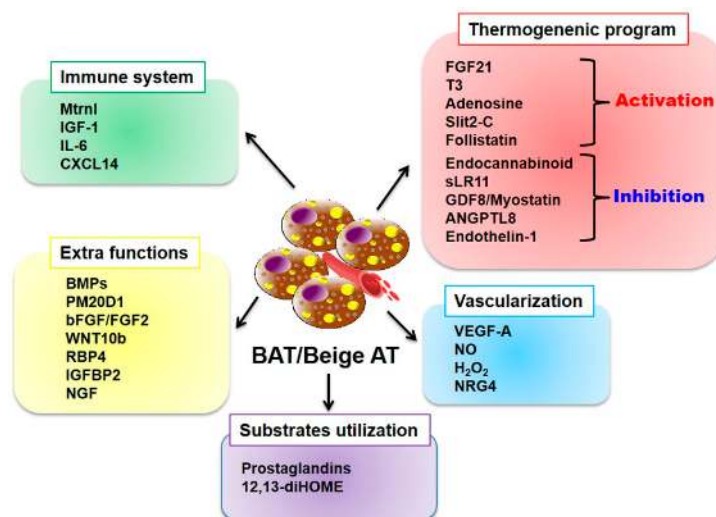 Thermogenenic program
FGF21
T3
Adenosine
Slit2-C
Follistatin
Activation
Endocannabinoid
sLR11
GDF8/Myostatin
ANGPTL8
Endothelin-1
Inhibition
Immune system
Mtrnl
IGF-1
IL-6
CXCL14
Extra functions
BMPs
PM20D1
bFGF/FGF2
WNT10b
RBP4
IGFBP2
NGF
BAT/Beige AT
Vascularization
VEGF-A
NO
H₂O₂
NRG4
Substrates utilization
Prostaglandins
12,13-diHOME